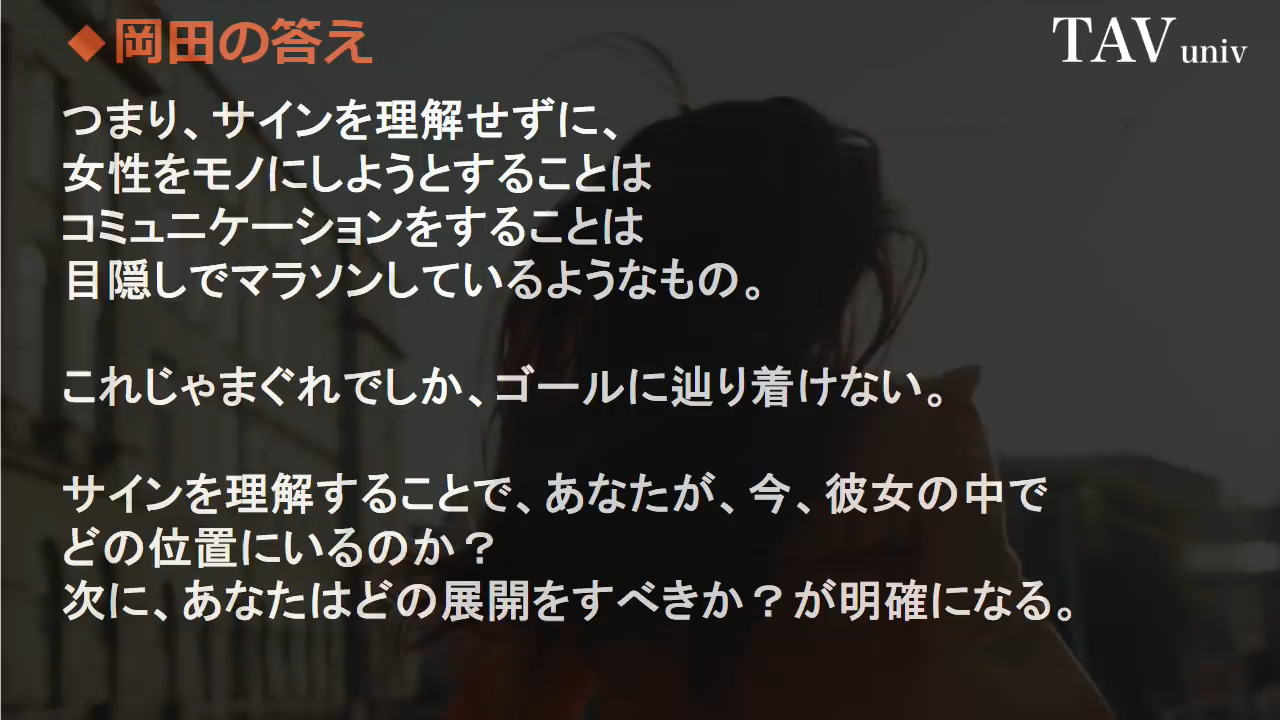 ◆岡田の答え
TAV univ
つまり、サインを理解せずに、
女性をモノにしようとすることは
コミュニケーションをすることは
目隠しでマラソンしているようなもの。
これじゃまぐれでしか、ゴールに辿り着けない。
サインを理解することで、あなたが、今、彼女の中で
どの位置にいるのか？
次に、あなたはどの展開をすべきか？が明確になる。